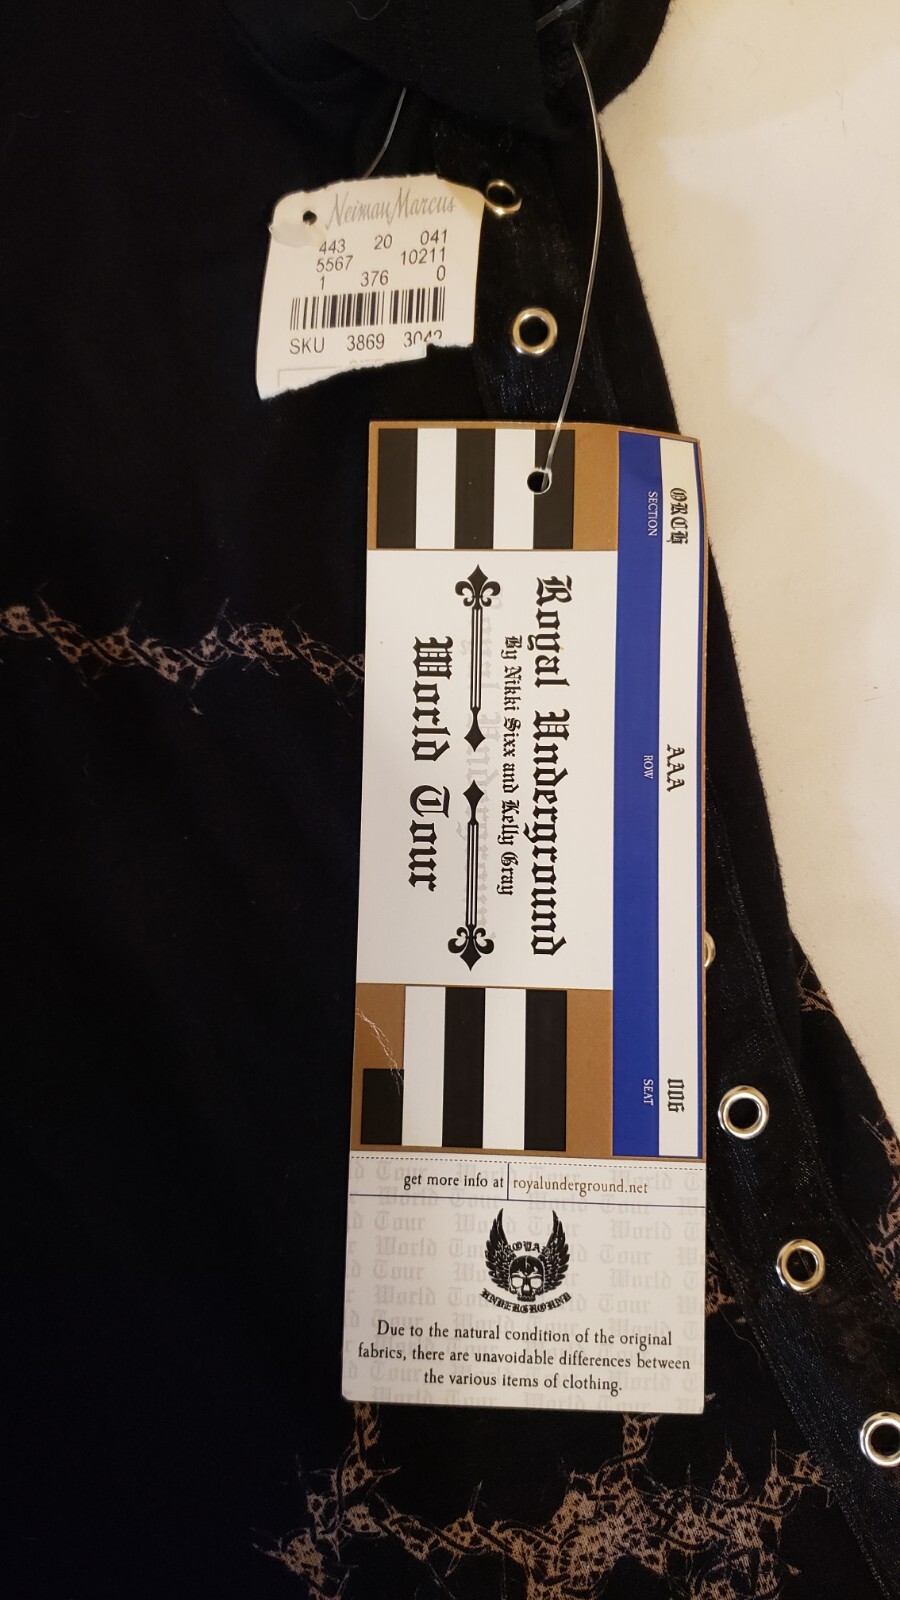 Neiman Marcus
443 20 041
5567 10211
1 376 0
SKU 3869 3042
ORCH AAA 006
SECTION ROW SEAT
Royal Underground
By Nikki Sixx and Kelly Gray
World Tour
get more info at royalunderground.net
ROYAL
UNDERGROUND
Due to the natural condition of the original
fabrics, there are unavoidable differences between
the various items of clothing.